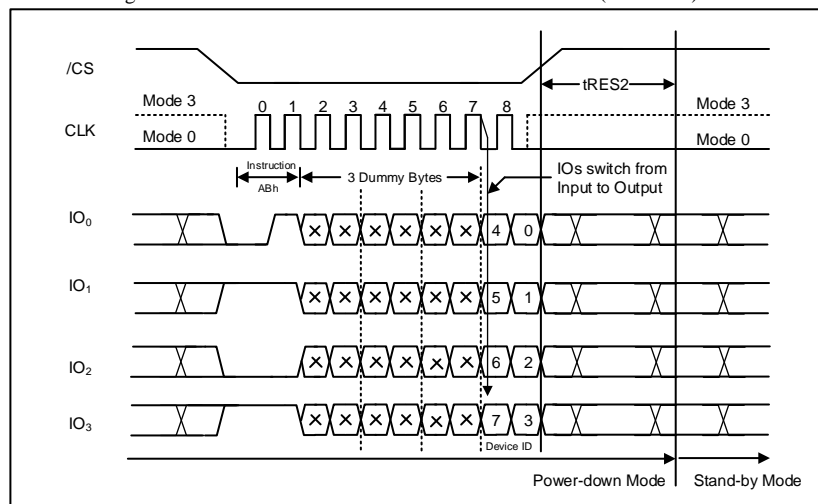 /CS
tRES2
0 1 2 3 4 5 6 7 8
Mode 3 Mode 3
CLK
Mode 0 Mode 0
Instruction
ABh
3 Dummy Bytes
IOs switch from
Input to Output
IO0
× × × × × × 4 0
IO1
× × × × × × 5 1
IO2
× × × × × × 6 2
IO3
× × × × × × 7 3
Device ID
Power-down Mode Stand-by Mode